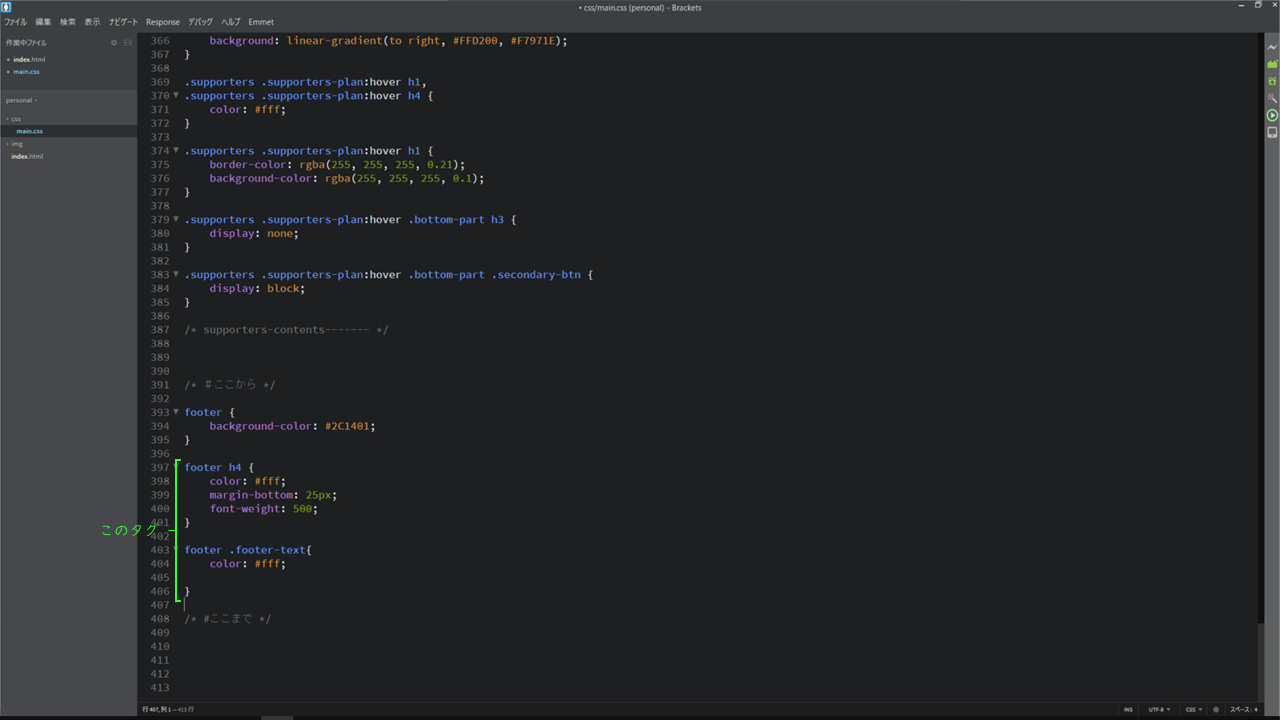 • css/main.css (personal) - Brackets
ファイル 編集 検索 表示 ナビゲート Response デバッグ ヘルプ Emmet
作業中ファイル
index.html
main.css
personal
css
main.css
img
index.html
366 background: linear-gradient(to right, #FFD200, #F7971E);
367 }
368
369 .supporters .supporters-plan:hover h1,
370 .supporters .supporters-plan:hover h4 {
371 color: #fff;
372 }
373
374 .supporters .supporters-plan:hover h1 {
375 border-color: rgba(255, 255, 255, 0.21);
376 background-color: rgba(255, 255, 255, 0.1);
377 }
378
379 .supporters .supporters-plan:hover .bottom-part h3 {
380 display: none;
381 }
382
383 .supporters .supporters-plan:hover .bottom-part .secondary-btn {
384 display: block;
385 }
386
387 /* supporters-contents------- */
388
389
390
391 /* ＃ここから */
392
393 footer {
394 background-color: #2C1401;
395 }
396
397 footer h4 {
398 color: #fff;
399 margin-bottom: 25px;
400 font-weight: 500;
401 }
このタグ
402
403 footer .footer-text{
404 color: #fff;
405
406 }
407
408 /* #ここまで */
409
410
411
412
413
行 407, 列 1 — 413 行
INS UTF-8 CSS スペース: 4